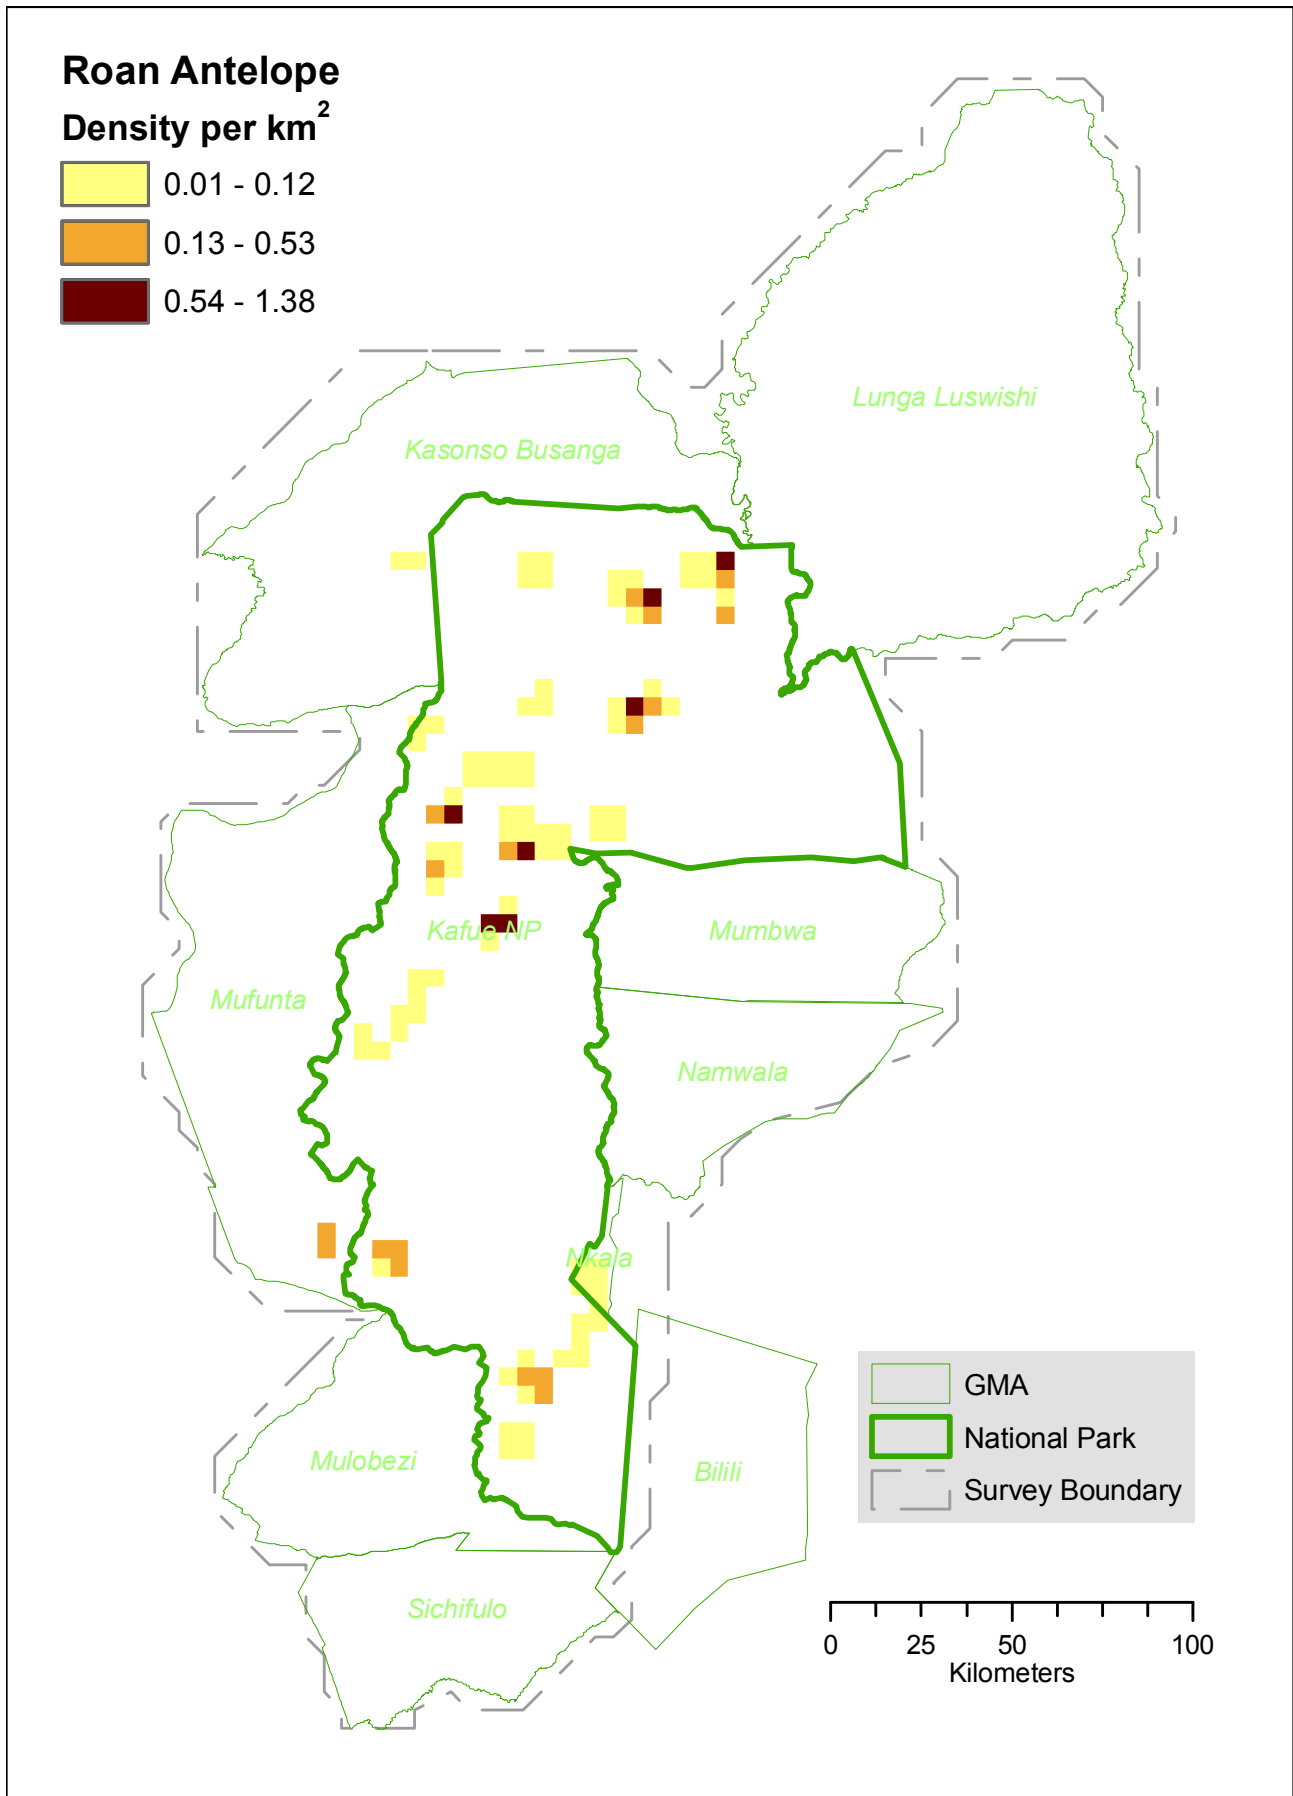 Roan Antelope
Density per km²
0.01 - 0.12
0.13 - 0.53
0.54 - 1.38
Lunga Luswishi
Kasonso Busanga
Kafue NP
Mumbwa
Mufunta
Namwala
Nkala
GMA
National Park
Survey Boundary
Mulobezi
Bilili
Sichifulo
0 25 50 100
Kilometers